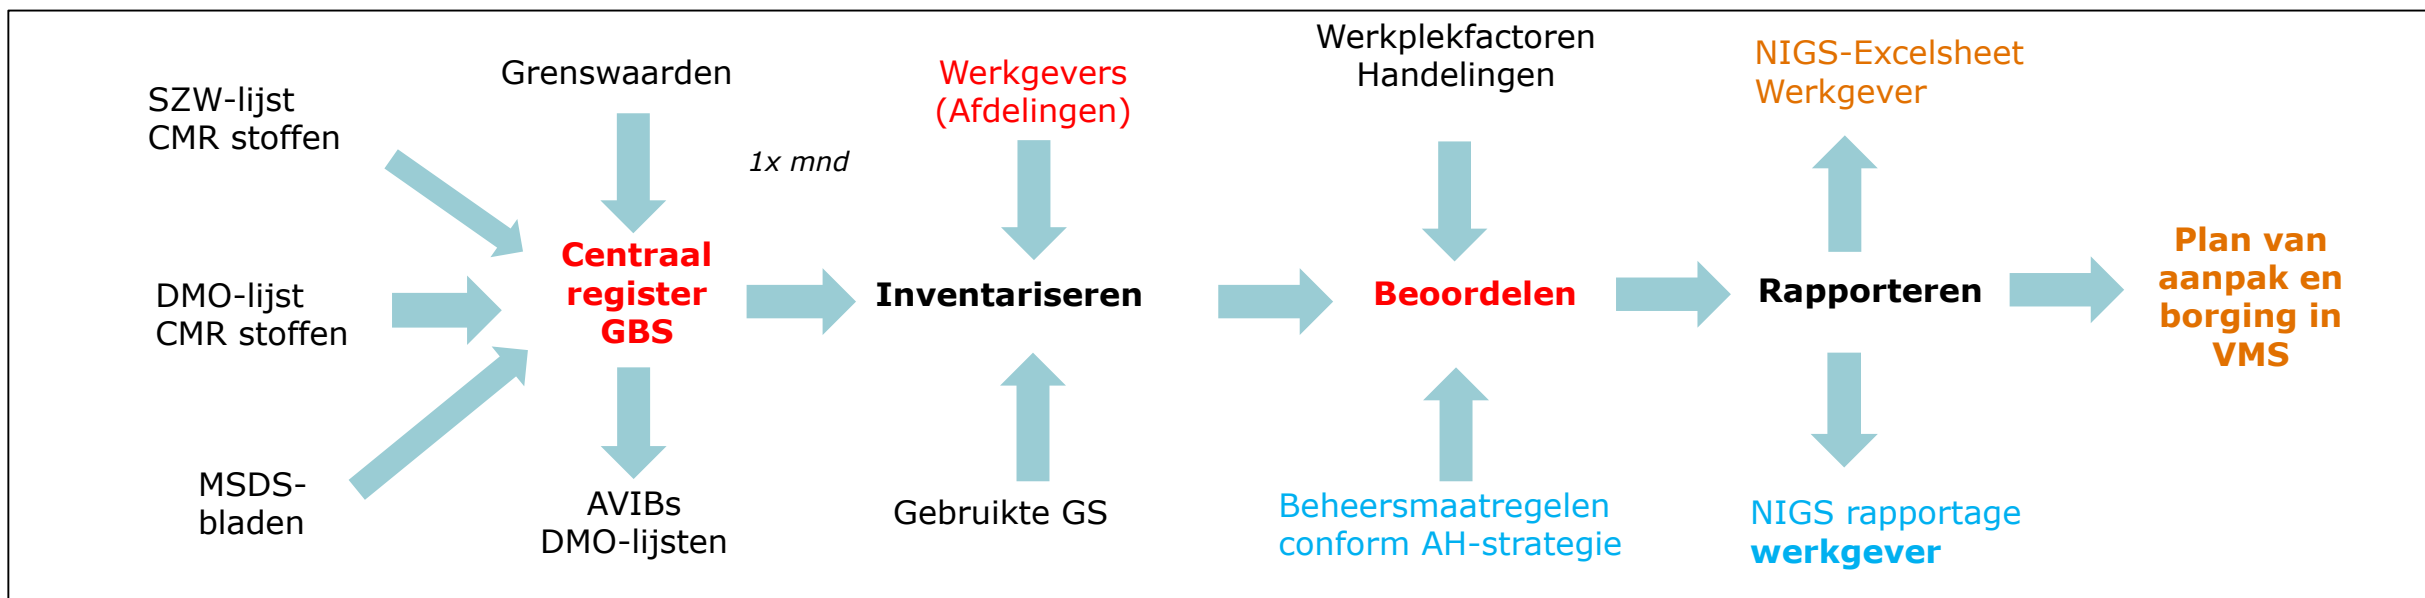 SZW-lijst
CMR stoffen
DMO-lijst
CMR stoffen
MSDS-
bladen
Grenswaarden
1x mnd
Centraal
register
GBS
AVIBs
DMO-lijsten
Werkgevers
(Afdelingen)
Inventariseren
Gebruikte GS
Werkplekfactoren
Handelingen
Beoordelen
Beheersmaatregelen
conform AH-strategie
NIGS-Excelsheet
Werkgever
Rapporteren
NIGS rapportage
werkgever
Plan van
aanpak en
borging in
VMS